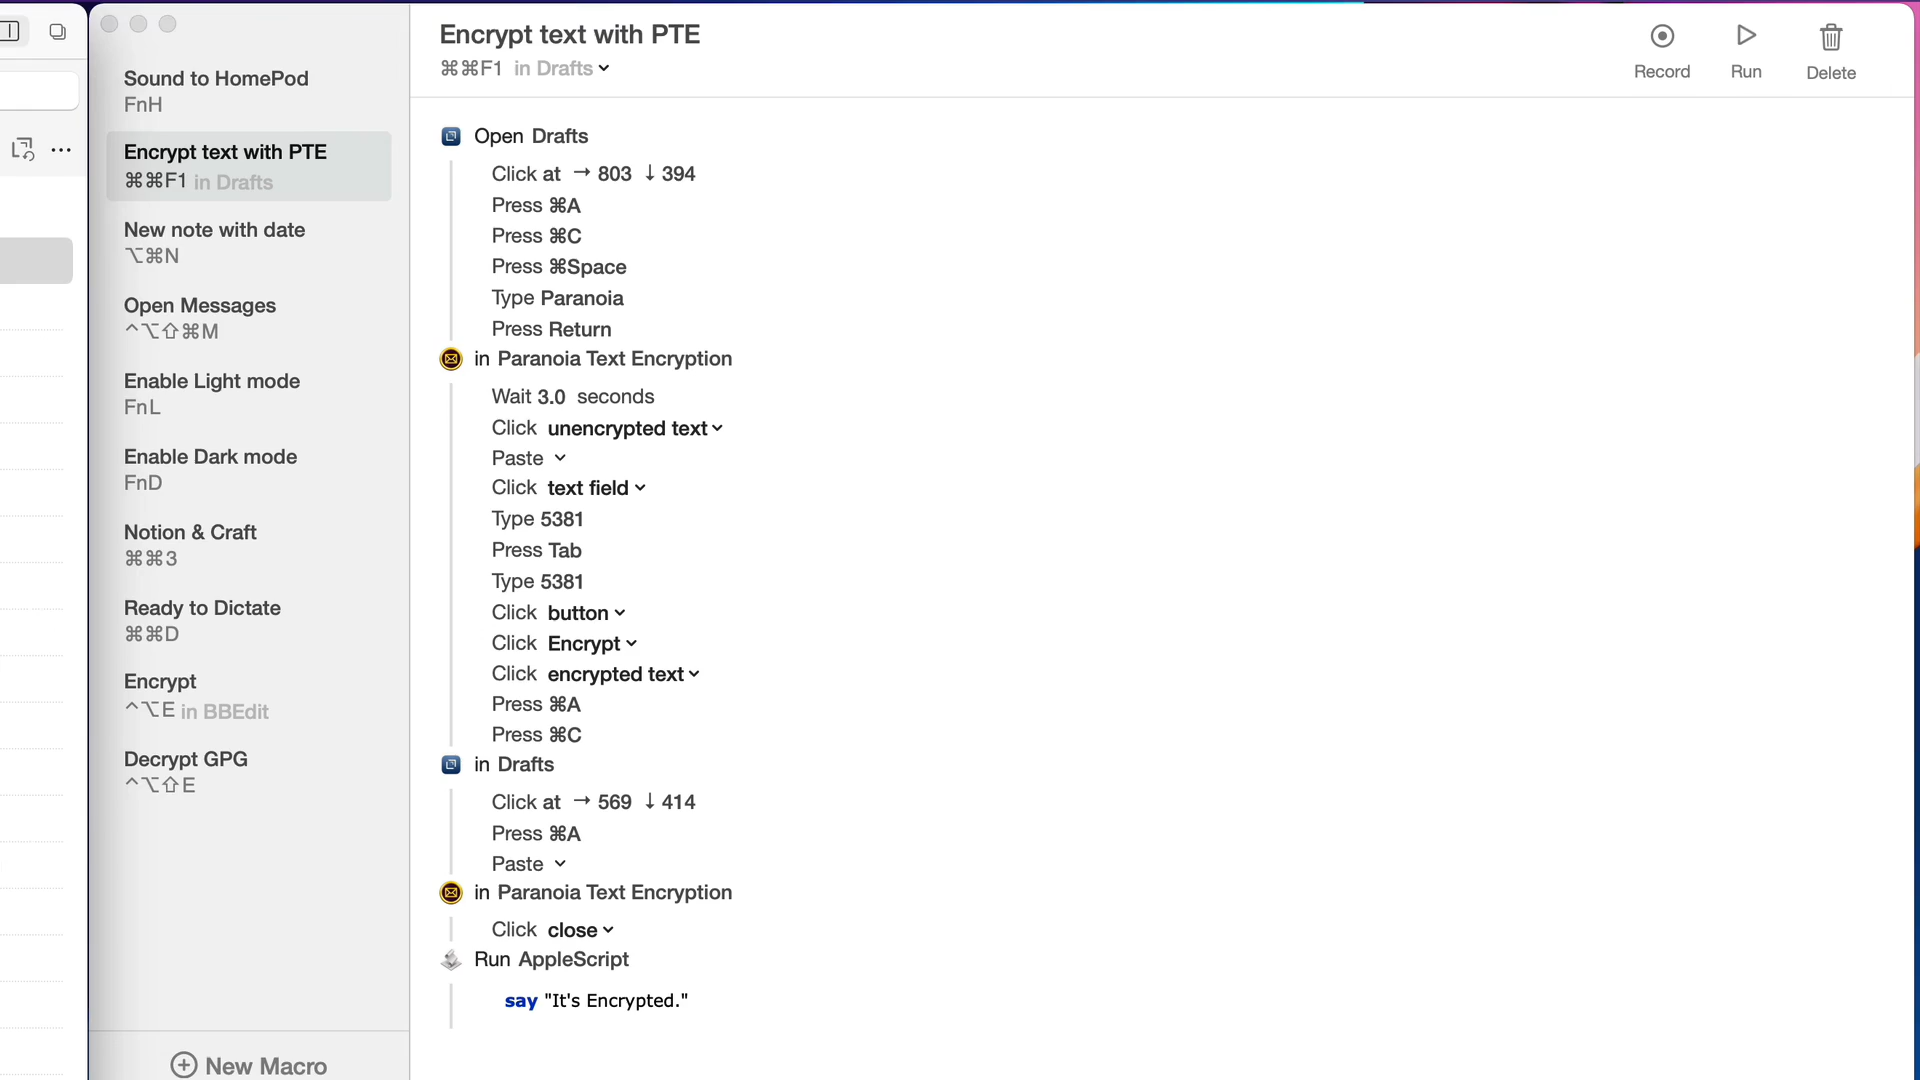 Sound to HomePod
FnH
Encrypt text with PTE
⌘⌘F1 in Drafts
New note with date
⌥⌘N
Open Messages
^⌥⇧⌘M
Enable Light mode
FnL
Enable Dark mode
FnD
Notion & Craft
⌘⌘3
Ready to Dictate
⌘⌘D
Encrypt
^⌥E in BBEdit
Decrypt GPG
^⌥⇧E
New Macro
Encrypt text with PTE
⌘⌘F1 in Drafts
Record
Run
Delete
Open Drafts
Click at → 803 ↓ 394
Press ⌘A
Press ⌘C
Press ⌘Space
Type Paranoia
Press Return
in Paranoia Text Encryption
Wait 3.0 seconds
Click unencrypted text
Paste
Click text field
Type 5381
Press Tab
Type 5381
Click button
Click Encrypt
Click encrypted text
Press ⌘A
Press ⌘C
in Drafts
Click at → 569 ↓ 414
Press ⌘A
Paste
in Paranoia Text Encryption
Click close
Run AppleScript
say "It's Encrypted."